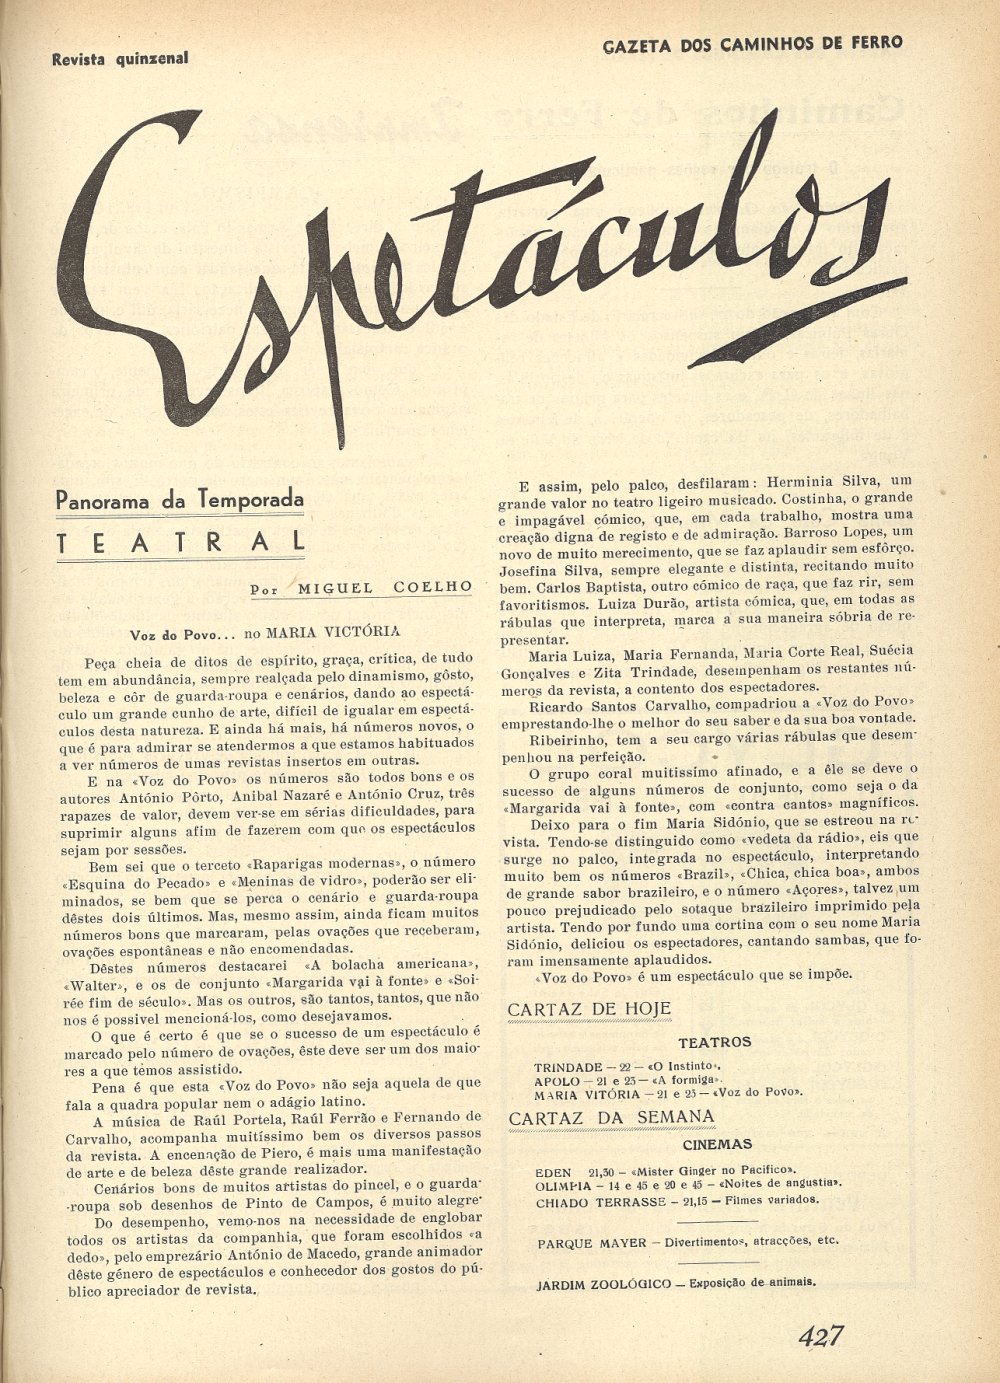 Revista quinzenal
GAZETA DOS CAMINHOS DE FERRO
Espetáculos
Panorama da Temporada
TEATRAL
Por MIGUEL COELHO
Voz do Povo... no MARIA VICTÓRIA
Peça cheia de ditos de espírito, graça, crítica, de tudo
tem em abundância, sempre realçada pelo dinamismo, gôsto,
beleza e côr de guarda-roupa e cenários, dando ao espectá-
culo um grande cunho de arte, difícil de igualar em espectá-
culos desta natureza. E ainda há mais, há números novos, o
que é para admirar se atendermos a que estamos habituados
a ver números de umas revistas insertos em outras.
E na «Voz do Povo» os números são todos bons e os
autores António Pôrto, Anibal Nazaré e António Cruz, três
rapazes de valor, devem ver-se em sérias dificuldades, para
suprimir alguns afim de fazerem com que os espectáculos
sejam por sessões.
Bem sei que o terceto «Raparigas modernas», o número
«Esquina do Pecado» e «Meninas de vidro», poderão ser eli-
minados, se bem que se perca o cenário e guarda-roupa
dêstes dois últimos. Mas, mesmo assim, ainda ficam muitos
números bons que marcaram, pelas ovações que receberam,
ovações espontâneas e não encomendadas.
Dêstes números destacarei «A bolacha americana»,
«Walter», e os de conjunto «Margarida vai à fonte» e «Soi-
rée fim de século». Mas os outros, são tantos, tantos, que não
nos é possivel mencioná-los, como desejavamos.
O que é certo é que se o sucesso de um espectáculo é
marcado pelo número de ovações, êste deve ser um dos maio-
res a que têmos assistido.
Pena é que esta «Voz do Povo» não seja aquela de que
fala a quadra popular nem o adágio latino.
A música de Raúl Portela, Raúl Ferrão e Fernando de
Carvalho, acompanha muitíssimo bem os diversos passos
da revista. A encenação de Piero, é mais uma manifestação
de arte e de beleza dêste grande realizador.
Cenários bons de muitos artistas do pincel, e o guarda-
-roupa sob desenhos de Pinto de Campos, é muito alegre.
Do desempenho, vemo-nos na necessidade de englobar
todos os artistas da companhia, que foram escolhidos «a
dedo», pelo emprezário António de Macedo, grande animador
dêste género de espectáculos e conhecedor dos gostos do pú-
blico apreciador de revista.
E assim, pelo palco, desfilaram: Herminia Silva, um
grande valor no teatro ligeiro musicado. Costinha, o grande
e impagável cómico, que, em cada trabalho, mostra uma
creação digna de registo e de admiração. Barroso Lopes, um
novo de muito merecimento, que se faz aplaudir sem esfôrço.
Josefina Silva, sempre elegante e distinta, recitando muito
bem. Carlos Baptista, outro cómico de raça, que faz rir, sem
favoritismos. Luiza Durão, artista cómica, que, em todas as
rábulas que interpreta, marca a sua maneira sóbria de re-
presentar.
Maria Luiza, Maria Fernanda, Maria Corte Real, Suécia
Gonçalves e Zita Trindade, desempenham os restantes nú-
meros da revista, a contento dos espectadores.
Ricardo Santos Carvalho, compadriou a «Voz do Povo»
emprestando-lhe o melhor do seu saber e da sua boa vontade.
Ribeirinho, tem a seu cargo várias rábulas que desem-
penhou na perfeição.
O grupo coral muitissimo afinado, e a êle se deve o
sucesso de alguns números de conjunto, como seja o da
«Margarida vai à fonte», com «contra cantos» magníficos.
Deixo para o fim Maria Sidónio, que se estreou na re-
vista. Tendo-se distinguido como «vedeta da rádio», eis que
surge no palco, integrada no espectáculo, interpretando
muito bem os números «Brazil», «Chica, chica boa», ambos
de grande sabor brazileiro, e o número «Açores», talvez um
pouco prejudicado pelo sotaque brazileiro imprimido pela
artista. Tendo por fundo uma cortina com o seu nome Maria
Sidónio, deliciou os espectadores, cantando sambas, que fo-
ram imensamente aplaudidos.
«Voz do Povo» é um espectáculo que se impõe.
CARTAZ DE HOJE
TEATROS
TRINDADE — 22 — «O Instinto».
APOLO — 21 e 23 — «A formiga».
MARIA VITÓRIA — 21 e 23 — «Voz do Povo».
CARTAZ DA SEMANA
CINEMAS
EDEN 21,30 — «Mister Ginger no Pacifico».
OLIMPIA — 14 e 45 e 20 e 45 — «Noites de angustia».
CHIADO TERRASSE — 21,15 — Filmes variados.
PARQUE MAYER — Divertimentos, atracções, etc.
JARDIM ZOOLÓGICO — Exposição de animais.
427